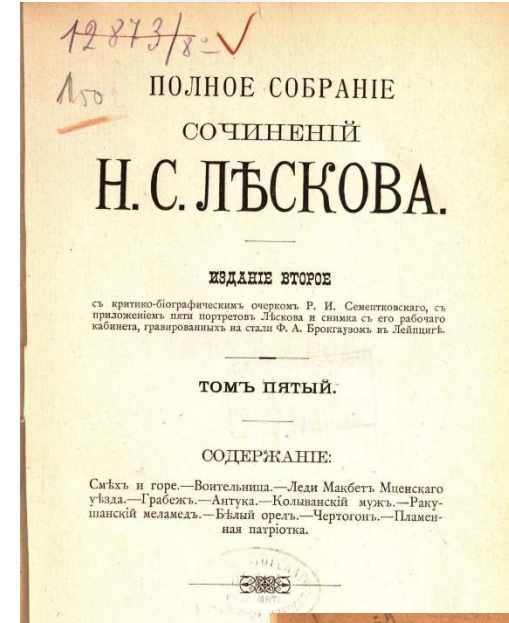 12873/8º
150
ПОЛНОЕ СОБРАНІЕ
СОЧИНЕНІЙ
Н. С. ЛѢСКОВА.
ИЗДАНІЕ ВТОРОЕ
съ критико-біографическимъ очеркомъ Р. И. Сементковскаго, съ
приложеніемъ пяти портретовъ Лѣскова и снимка съ его рабочаго
кабинета, гравированныхъ на стали Ф. А. Брокгаузомъ въ Лейпцигѣ.
ТОМЪ ПЯТЫЙ.
СОДЕРЖАНІЕ:
Смѣхъ и горе.—Воительница.—Леди Макбетъ Мценскаго
уѣзда.—Грабежъ.—Антука.—Колыванскій мужъ.—Раку-
шанскій меламедъ.—Бѣлый орелъ.—Чертогонъ.—Пламен-
ная патріотка.